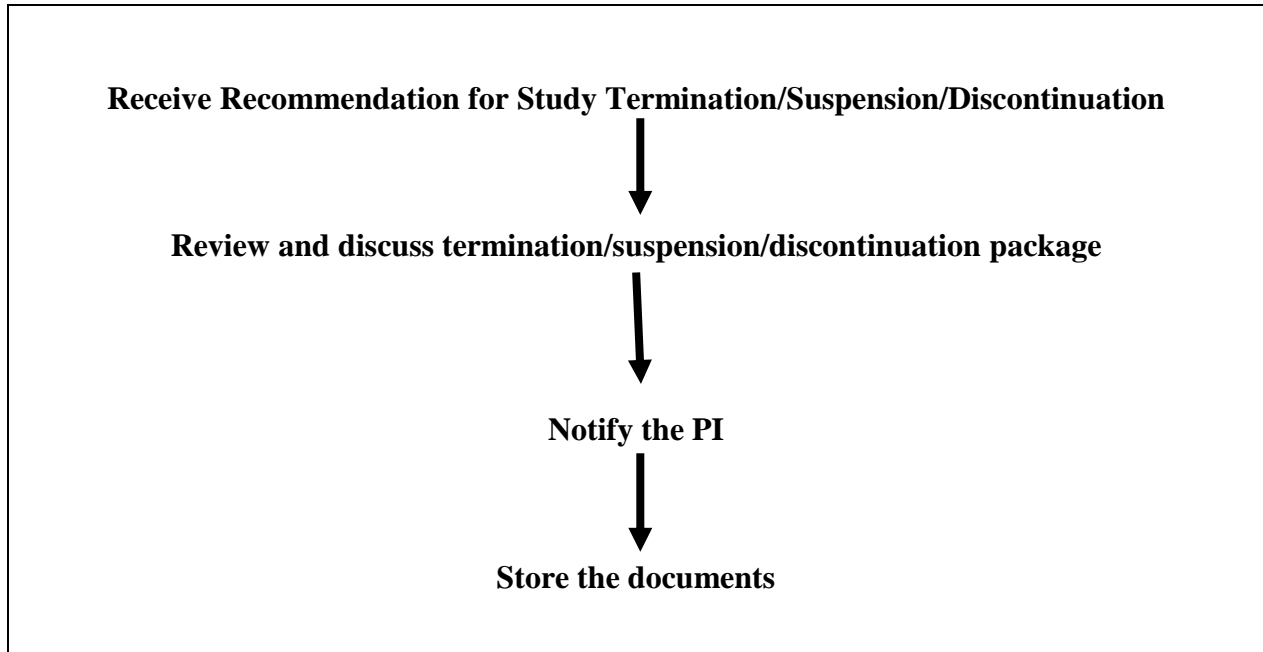 Receive Recommendation for Study Termination/Suspension/Discontinuation
Review and discuss termination/suspension/discontinuation package
Notify the PI
Store the documents